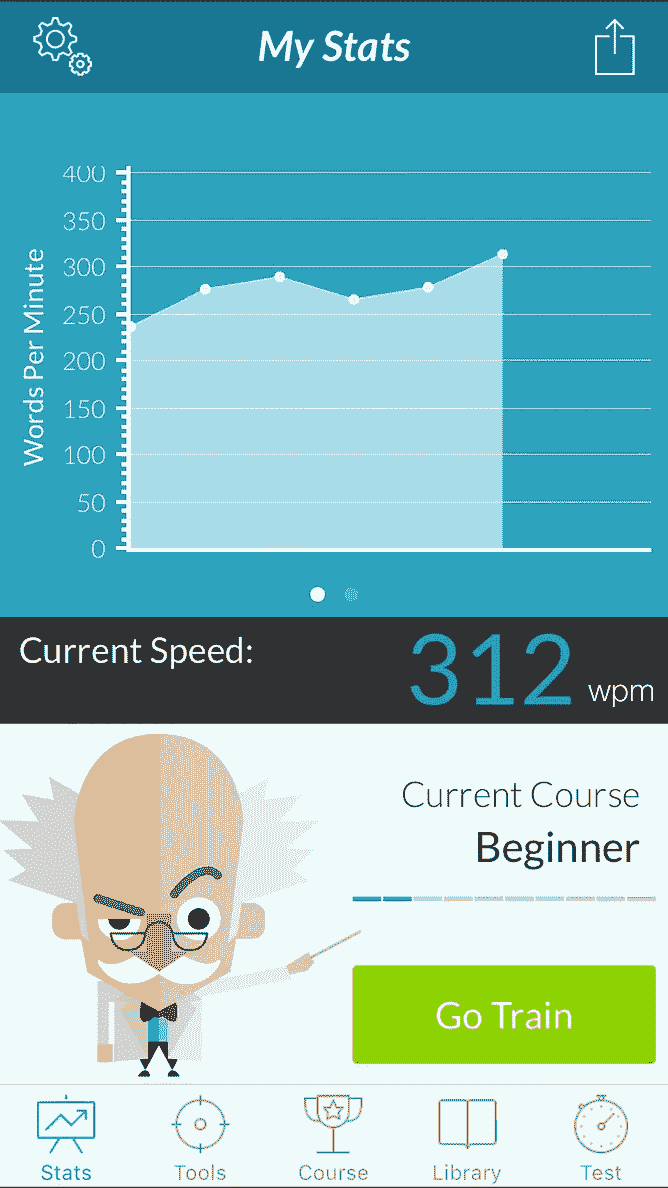 My Stats
400
350
300
250
200
150
100
50
0
Words Per Minute
Current Speed:
312 wpm
Current Course
Beginner
Go Train
Stats
Tools
Course
Library
Test